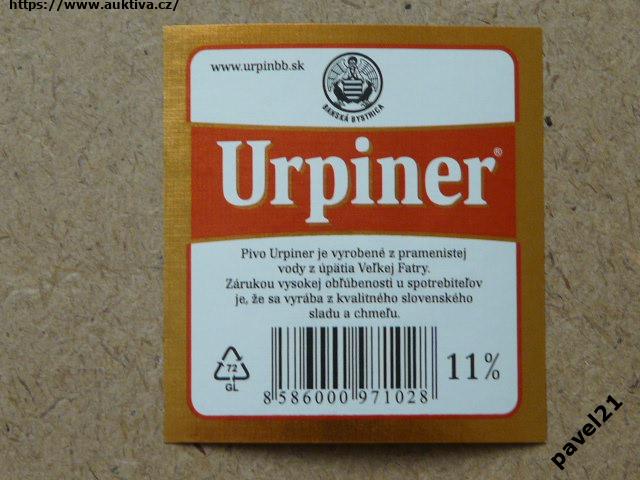 https://www.auktiva.cz/
www.urpinbb.sk
BANSKÁ BYSTRICA
Urpiner®
Pivo Urpiner je vyrobené z pramenistej
vody z úpätia Veľkej Fatry.
Zárukou vysokej obľúbenosti u spotrebiteľov
je, že sa vyrába z kvalitného slovenského
sladu a chmeľu.
72
GL
11%
8 586000 971028
pavel21